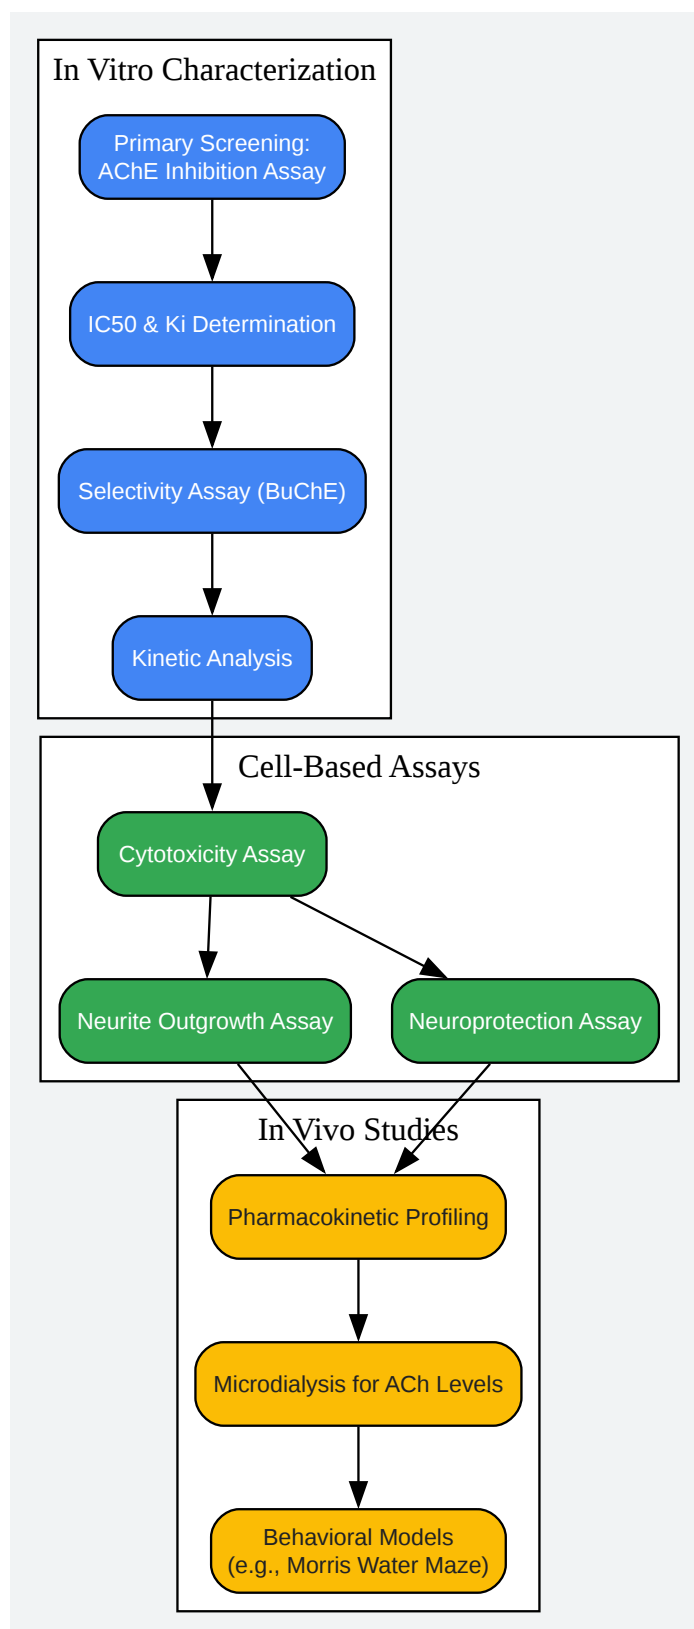 In Vitro Characterization
Primary Screening:
AChE Inhibition Assay
IC50 & Ki Determination
Selectivity Assay (BuChE)
Kinetic Analysis
Cell-Based Assays
Cytotoxicity Assay
Neurite Outgrowth Assay
Neuroprotection Assay
In Vivo Studies
Pharmacokinetic Profiling
Microdialysis for ACh Levels
Behavioral Models
(e.g., Morris Water Maze)